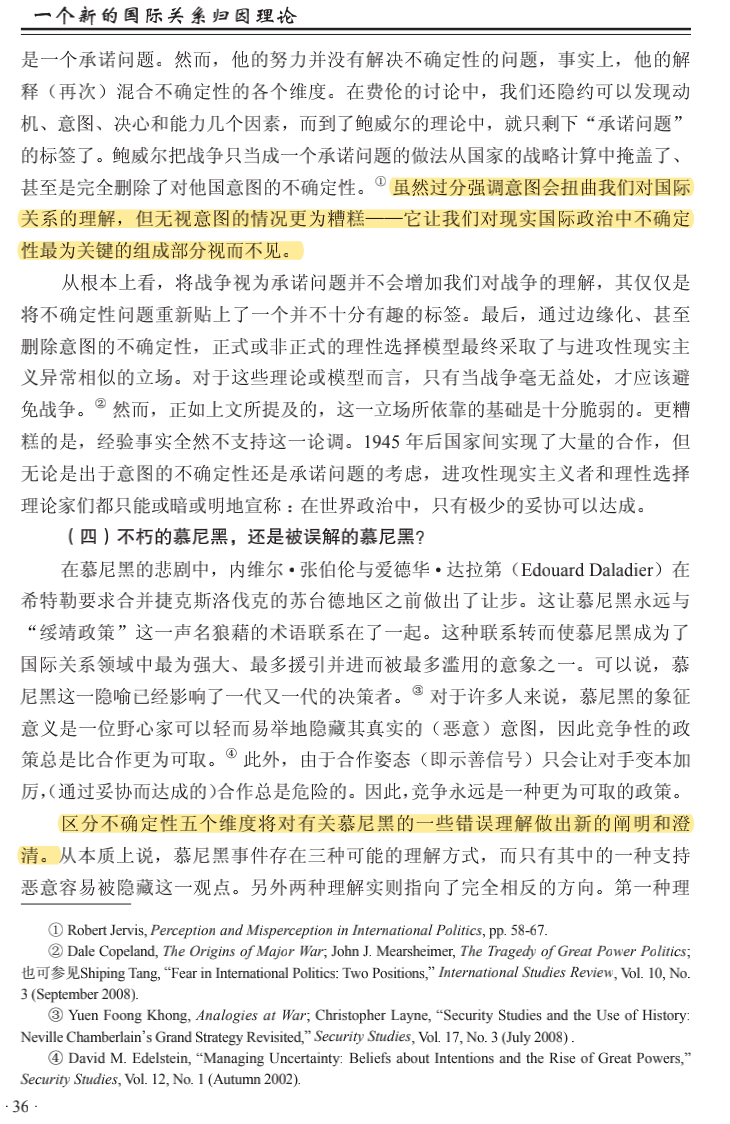 一个新的国际关系归因理论
是一个承诺问题。然而，他的努力并没有解决不确定性的问题，事实上，他的解
释（再次）混合不确定性的各个维度。在费伦的讨论中，我们还隐约可以发现动
机、意图、决心和能力几个因素，而到了鲍威尔的理论中，就只剩下“承诺问题”
的标签了。鲍威尔把战争只当成一个承诺问题的做法从国家的战略计算中掩盖了、
甚至是完全删除了对他国意图的不确定性。① 虽然过分强调意图会扭曲我们对国际
关系的理解，但无视意图的情况更为糟糕——它让我们对现实国际政治中不确定
性最为关键的组成部分视而不见。
从根本上看，将战争视为承诺问题并不会增加我们对战争的理解，其仅仅是
将不确定性问题重新贴上了一个并不十分有趣的标签。最后，通过边缘化、甚至
删除意图的不确定性，正式或非正式的理性选择模型最终采取了与进攻性现实主
义异常相似的立场。对于这些理论或模型而言，只有当战争毫无益处，才应该避
免战争。② 然而，正如上文所提及的，这一立场所依靠的基础是十分脆弱的。更糟
糕的是，经验事实全然不支持这一论调。1945 年后国家间实现了大量的合作，但
无论是出于意图的不确定性还是承诺问题的考虑，进攻性现实主义者和理性选择
理论家们都只能或暗或明地宣称：在世界政治中，只有极少的妥协可以达成。
（四）不朽的慕尼黑，还是被误解的慕尼黑？
在慕尼黑的悲剧中，内维尔·张伯伦与爱德华·达拉第（Edouard Daladier）在
希特勒要求合并捷克斯洛伐克的苏台德地区之前做出了让步。这让慕尼黑永远与
“绥靖政策”这一声名狼藉的术语联系在了一起。这种联系转而使慕尼黑成为了
国际关系领域中最为强大、最多援引并进而被最多滥用的意象之一。可以说，慕
尼黑这一隐喻已经影响了一代又一代的决策者。③ 对于许多人来说，慕尼黑的象征
意义是一位野心家可以轻而易举地隐藏其真实的（恶意）意图，因此竞争性的政
策总是比合作更为可取。④ 此外，由于合作姿态（即示善信号）只会让对手变本加
厉，（通过妥协而达成的）合作总是危险的。因此，竞争永远是一种更为可取的政策。
区分不确定性五个维度将对有关慕尼黑的一些错误理解做出新的阐明和澄
清。从本质上说，慕尼黑事件存在三种可能的理解方式，而只有其中的一种支持
恶意容易被隐藏这一观点。另外两种理解实则指向了完全相反的方向。第一种理
① Robert Jervis, Perception and Misperception in International Politics, pp. 58-67.
② Dale Copeland, The Origins of Major War; John J. Mearsheimer, The Tragedy of Great Power Politics;
也可参见Shiping Tang, “Fear in International Politics: Two Positions,” International Studies Review, Vol. 10, No.
3 (September 2008).
③ Yuen Foong Khong, Analogies at War; Christopher Layne, “Security Studies and the Use of History:
Neville Chamberlain’s Grand Strategy Revisited,” Security Studies, Vol. 17, No. 3 (July 2008) .
④ David M. Edelstein, “Managing Uncertainty: Beliefs about Intentions and the Rise of Great Powers,”
Security Studies, Vol. 12, No. 1 (Autumn 2002).
· 36 ·